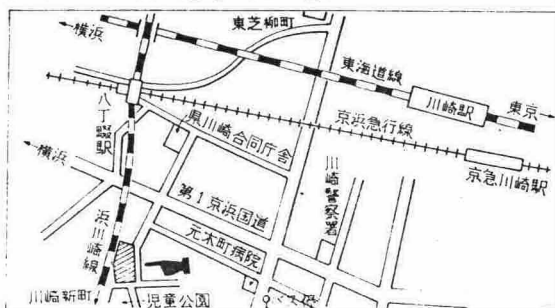 東芝柳町
←横浜
東海道線
川崎駅
東京→
八丁畷駅
県川崎合同庁舎
京浜急行線
京急川崎駅
←横浜
第1京浜国道
川崎警察署
浜川崎線
元木町病院
川崎新町
児童公園